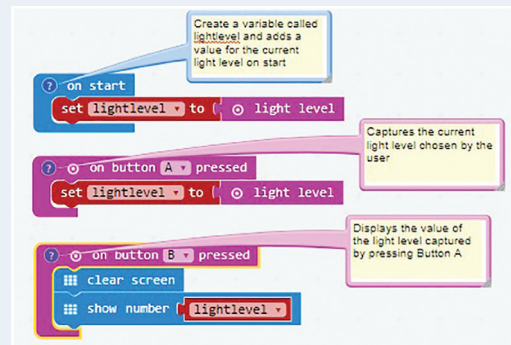 Create a variable called
lightlevel and adds a
value for the current
light level on start
? on start
set lightlevel to light level
Captures the current
light level chosen by the
user
? on button A pressed
set lightlevel to light level
Displays the value of
the light level captured
by pressing Button A
? on button B pressed
clear screen
show number lightlevel